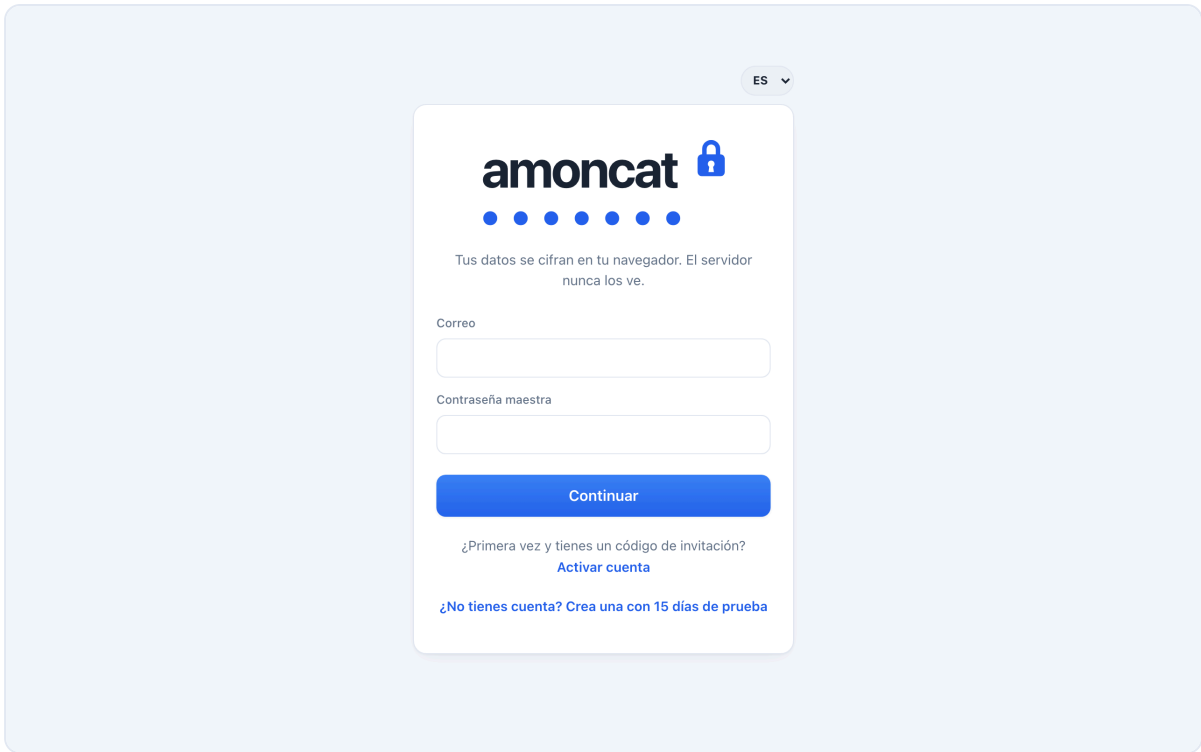 ES
amoncat
Tus datos se cifran en tu navegador. El servidor
nunca los ve.
Correo
Contraseña maestra
Continuar
¿Primera vez y tienes un código de invitación?
Activar cuenta
¿No tienes cuenta? Crea una con 15 días de prueba